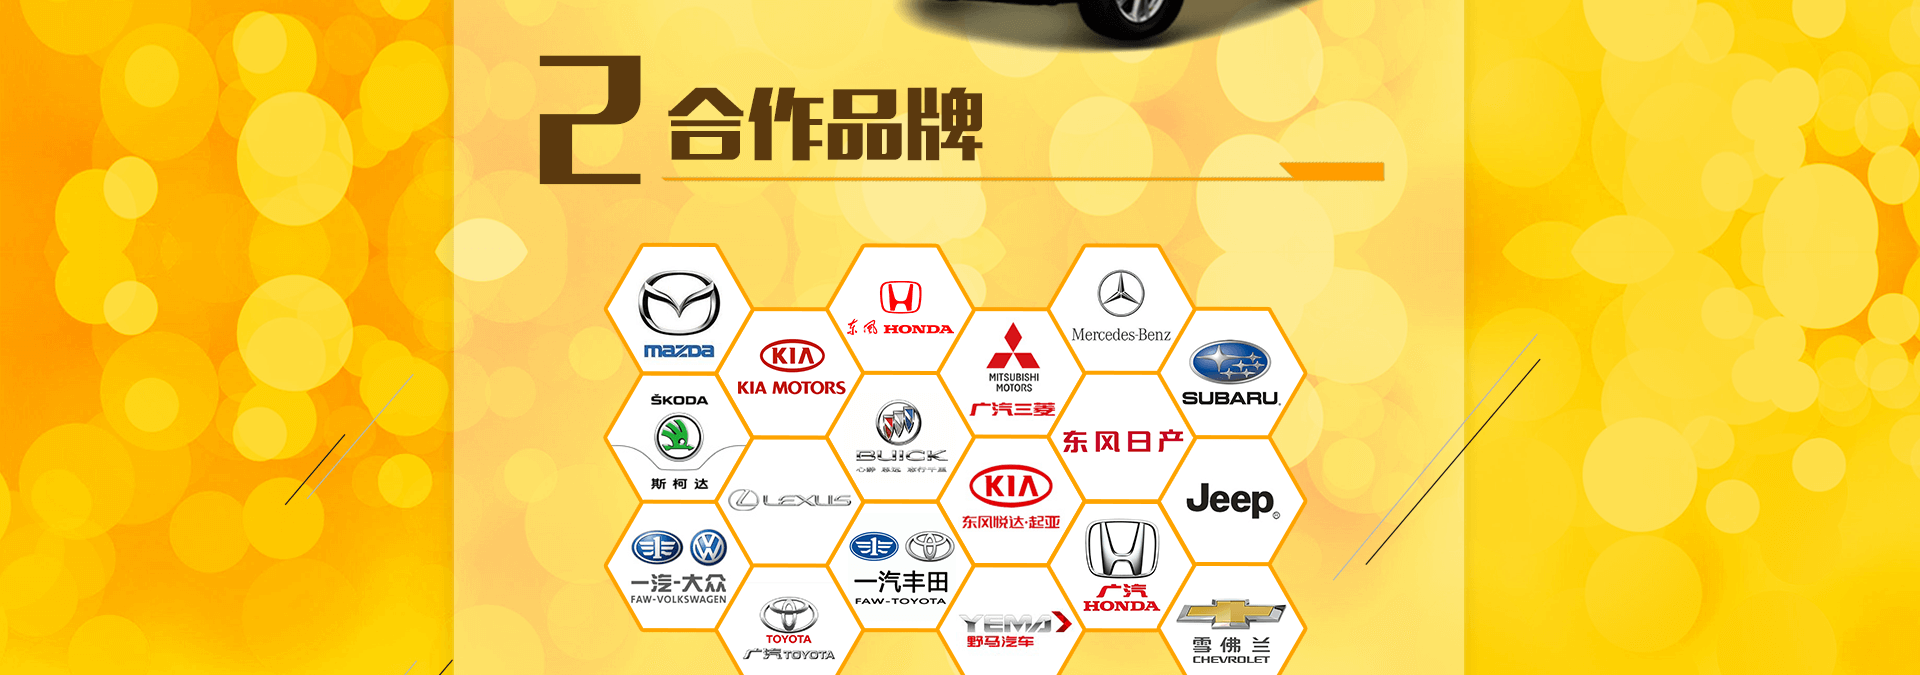 2 合作品牌
mazda
KIA
KIA MOTORS
东风 HONDA
MITSUBISHI
MOTORS
广汽三菱
Mercedes-Benz
SUBARU
ŠKODA
斯柯达
BUICK
东风日产
LEXUS
KIA
东风悦达·起亚
Jeep
一汽-大众
FAW-VOLKSWAGEN
一汽丰田
FAW-TOYOTA
广汽
HONDA
TOYOTA
广汽TOYOTA
YEMA
野马汽车
雪佛兰
CHEVROLET